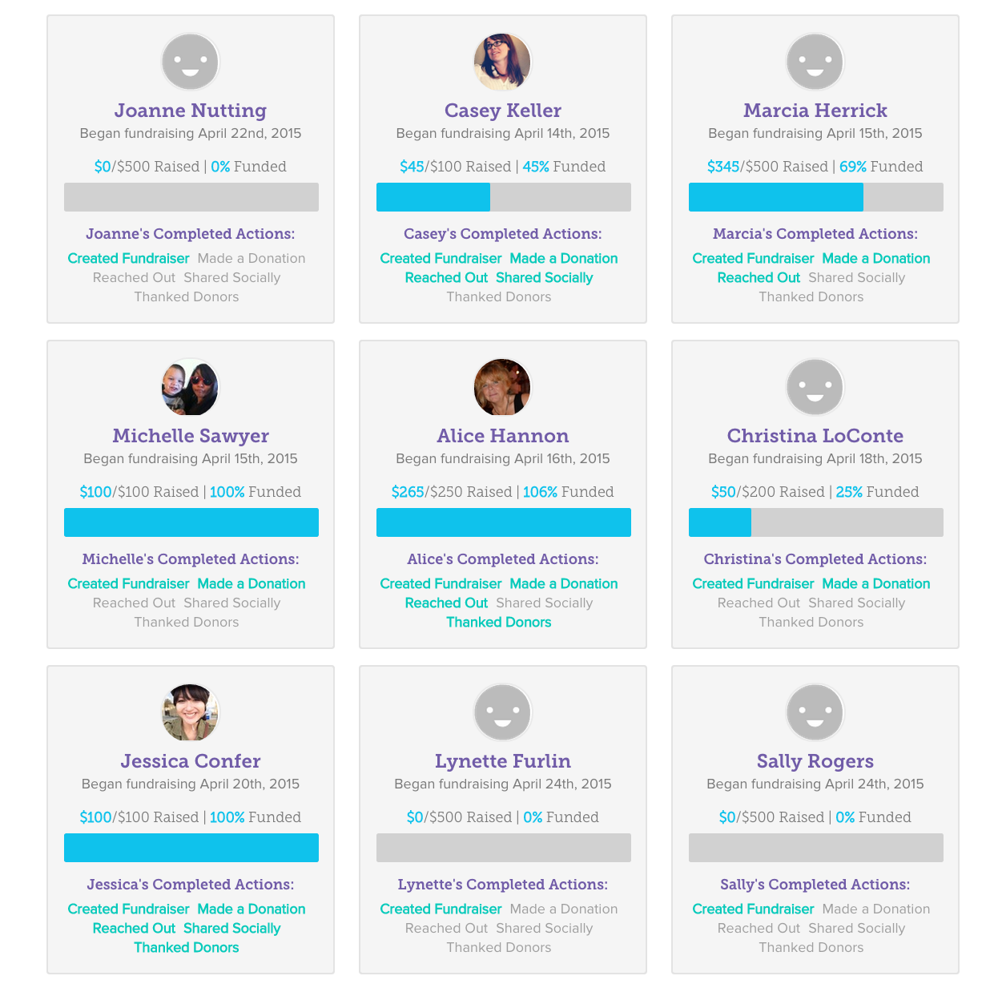 Joanne Nutting
Began fundraising April 22nd, 2015
$0/$500 Raised | 0% Funded
Joanne's Completed Actions:
Created Fundraiser Made a Donation
Reached Out Shared Socially
Thanked Donors
Casey Keller
Began fundraising April 14th, 2015
$45/$100 Raised | 45% Funded
Casey's Completed Actions:
Created Fundraiser Made a Donation
Reached Out Shared Socially
Thanked Donors
Marcia Herrick
Began fundraising April 15th, 2015
$345/$500 Raised | 69% Funded
Marcia's Completed Actions:
Created Fundraiser Made a Donation
Reached Out Shared Socially
Thanked Donors
Michelle Sawyer
Began fundraising April 15th, 2015
$100/$100 Raised | 100% Funded
Michelle's Completed Actions:
Created Fundraiser Made a Donation
Reached Out Shared Socially
Thanked Donors
Alice Hannon
Began fundraising April 16th, 2015
$265/$250 Raised | 106% Funded
Alice's Completed Actions:
Created Fundraiser Made a Donation
Reached Out Shared Socially
Thanked Donors
Christina LoConte
Began fundraising April 18th, 2015
$50/$200 Raised | 25% Funded
Christina's Completed Actions:
Created Fundraiser Made a Donation
Reached Out Shared Socially
Thanked Donors
Jessica Confer
Began fundraising April 20th, 2015
$100/$100 Raised | 100% Funded
Jessica's Completed Actions:
Created Fundraiser Made a Donation
Reached Out Shared Socially
Thanked Donors
Lynette Furlin
Began fundraising April 24th, 2015
$0/$500 Raised | 0% Funded
Lynette's Completed Actions:
Created Fundraiser Made a Donation
Reached Out Shared Socially
Thanked Donors
Sally Rogers
Began fundraising April 24th, 2015
$0/$500 Raised | 0% Funded
Sally's Completed Actions:
Created Fundraiser Made a Donation
Reached Out Shared Socially
Thanked Donors